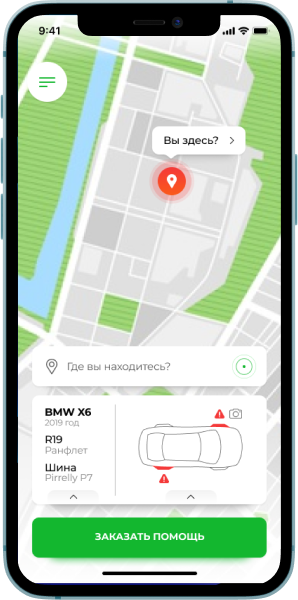 9:41
Вы здесь?
Где вы находитесь?
BMW X6
2019 год
R19
Ранфлет
Шина
Pirrelly P7
ЗАКАЗАТЬ ПОМОЩЬ